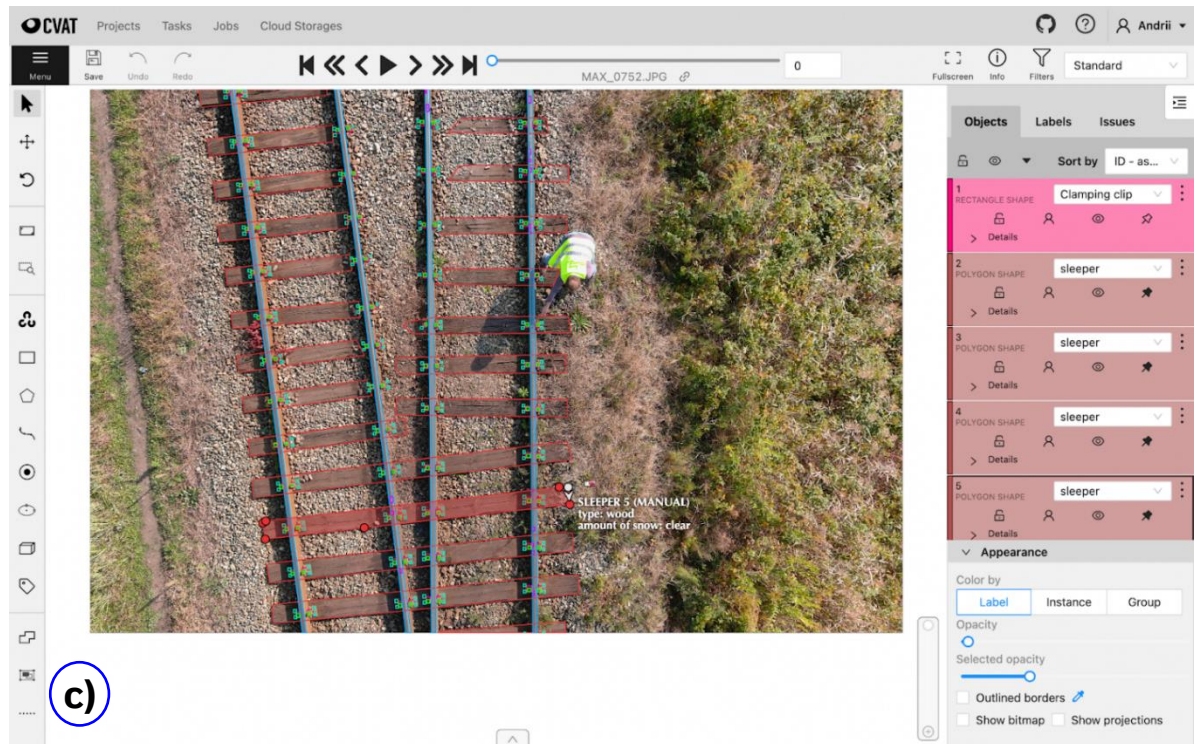 CVAT Projects Tasks Jobs Cloud Storages Andrii
Menu Save Undo Redo MAX_0752.JPG 0 Fullscreen Info Filters Standard
Objects Labels Issues
Sort by ID - as...
1 Clamping clip
RECTANGLE SHAPE
Details
2 sleeper
POLYGON SHAPE
Details
3 sleeper
POLYGON SHAPE
Details
4 sleeper
POLYGON SHAPE
Details
5 sleeper
POLYGON SHAPE
Details
SLEEPER 5 (MANUAL)
type: wood
amount of snow: clear
Appearance
Color by
Label Instance Group
Opacity
Selected opacity
Outlined borders
Show bitmap Show projections
c)